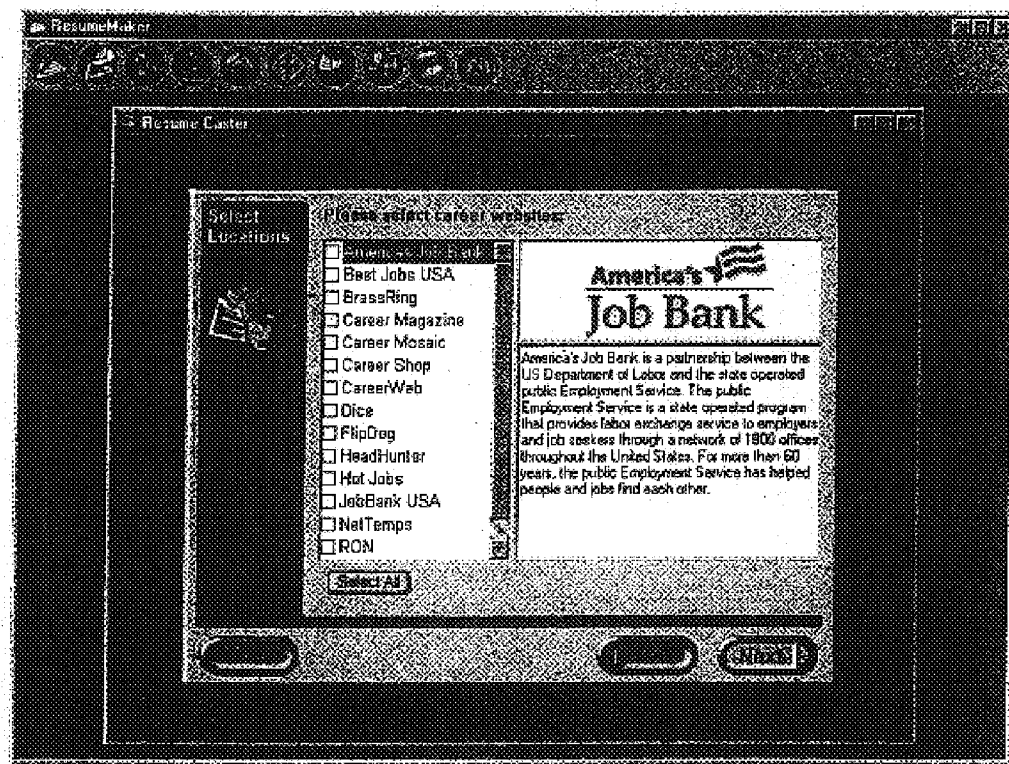 ResumeMaker
Resume Caster
Select
Locations
Please select career websites:
America's Job Bank
Best Jobs USA
BrassRing
Career Magazine
Career Mosaic
Career Shop
CareerWeb
Dice
FlipDog
HeadHunter
Hot Jobs
JobBank USA
NetTemps
RON
Select All
America's
Job Bank
America's Job Bank is a partnership between the
US Department of Labor and the state operated
public Employment Service. The public
Employment Service is a state operated program
that provides labor exchange service to employers
and job seekers through a network of 1800 offices
throughout the United States. For more than 60
years, the public Employment Service has helped
people and jobs find each other.
Next